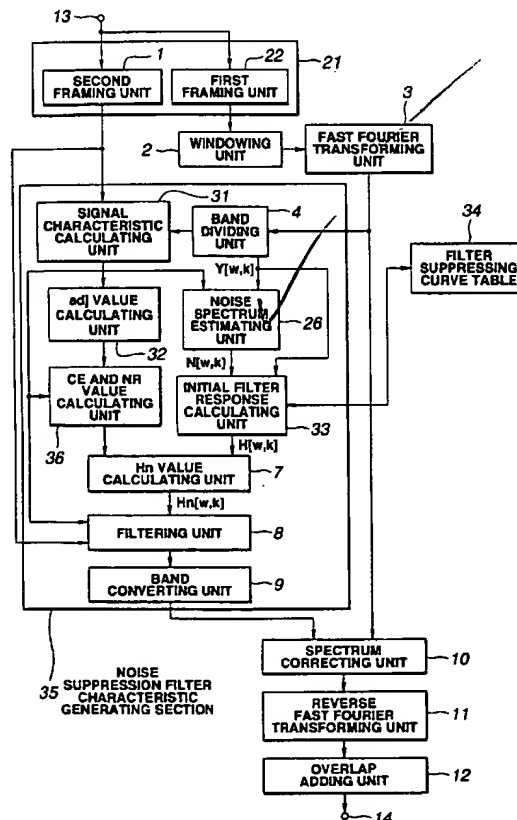 13
1
22
21
SECOND
FRAMING UNIT
FIRST
FRAMING UNIT
3
2
WINDOWING
UNIT
FAST FOURIER
TRANSFORMING
UNIT
31
SIGNAL
CHARACTERISTIC
CALCULATING
UNIT
4
BAND
DIVIDING
UNIT
34
FILTER
SUPPRESSING
CURVE TABLE
Y[w,k]
adj VALUE
CALCULATING
UNIT
32
NOISE
SPECTRUM
ESTIMATING
UNIT
26
N[w,k]
CE AND NR
VALUE
CALCULATING
UNIT
36
INITIAL FILTER
RESPONSE
CALCULATING
UNIT
33
H[w,k]
Hn VALUE
CALCULATING UNIT
7
Hn[w,k]
FILTERING UNIT
8
BAND
CONVERTING UNIT
9
35
NOISE
SUPPRESSION FILTER
CHARACTERISTIC
GENERATING SECTION
SPECTRUM
CORRECTING UNIT
10
REVERSE
FAST FOURIER
TRANSFORMING UNIT
11
OVERLAP
ADDING UNIT
12
14